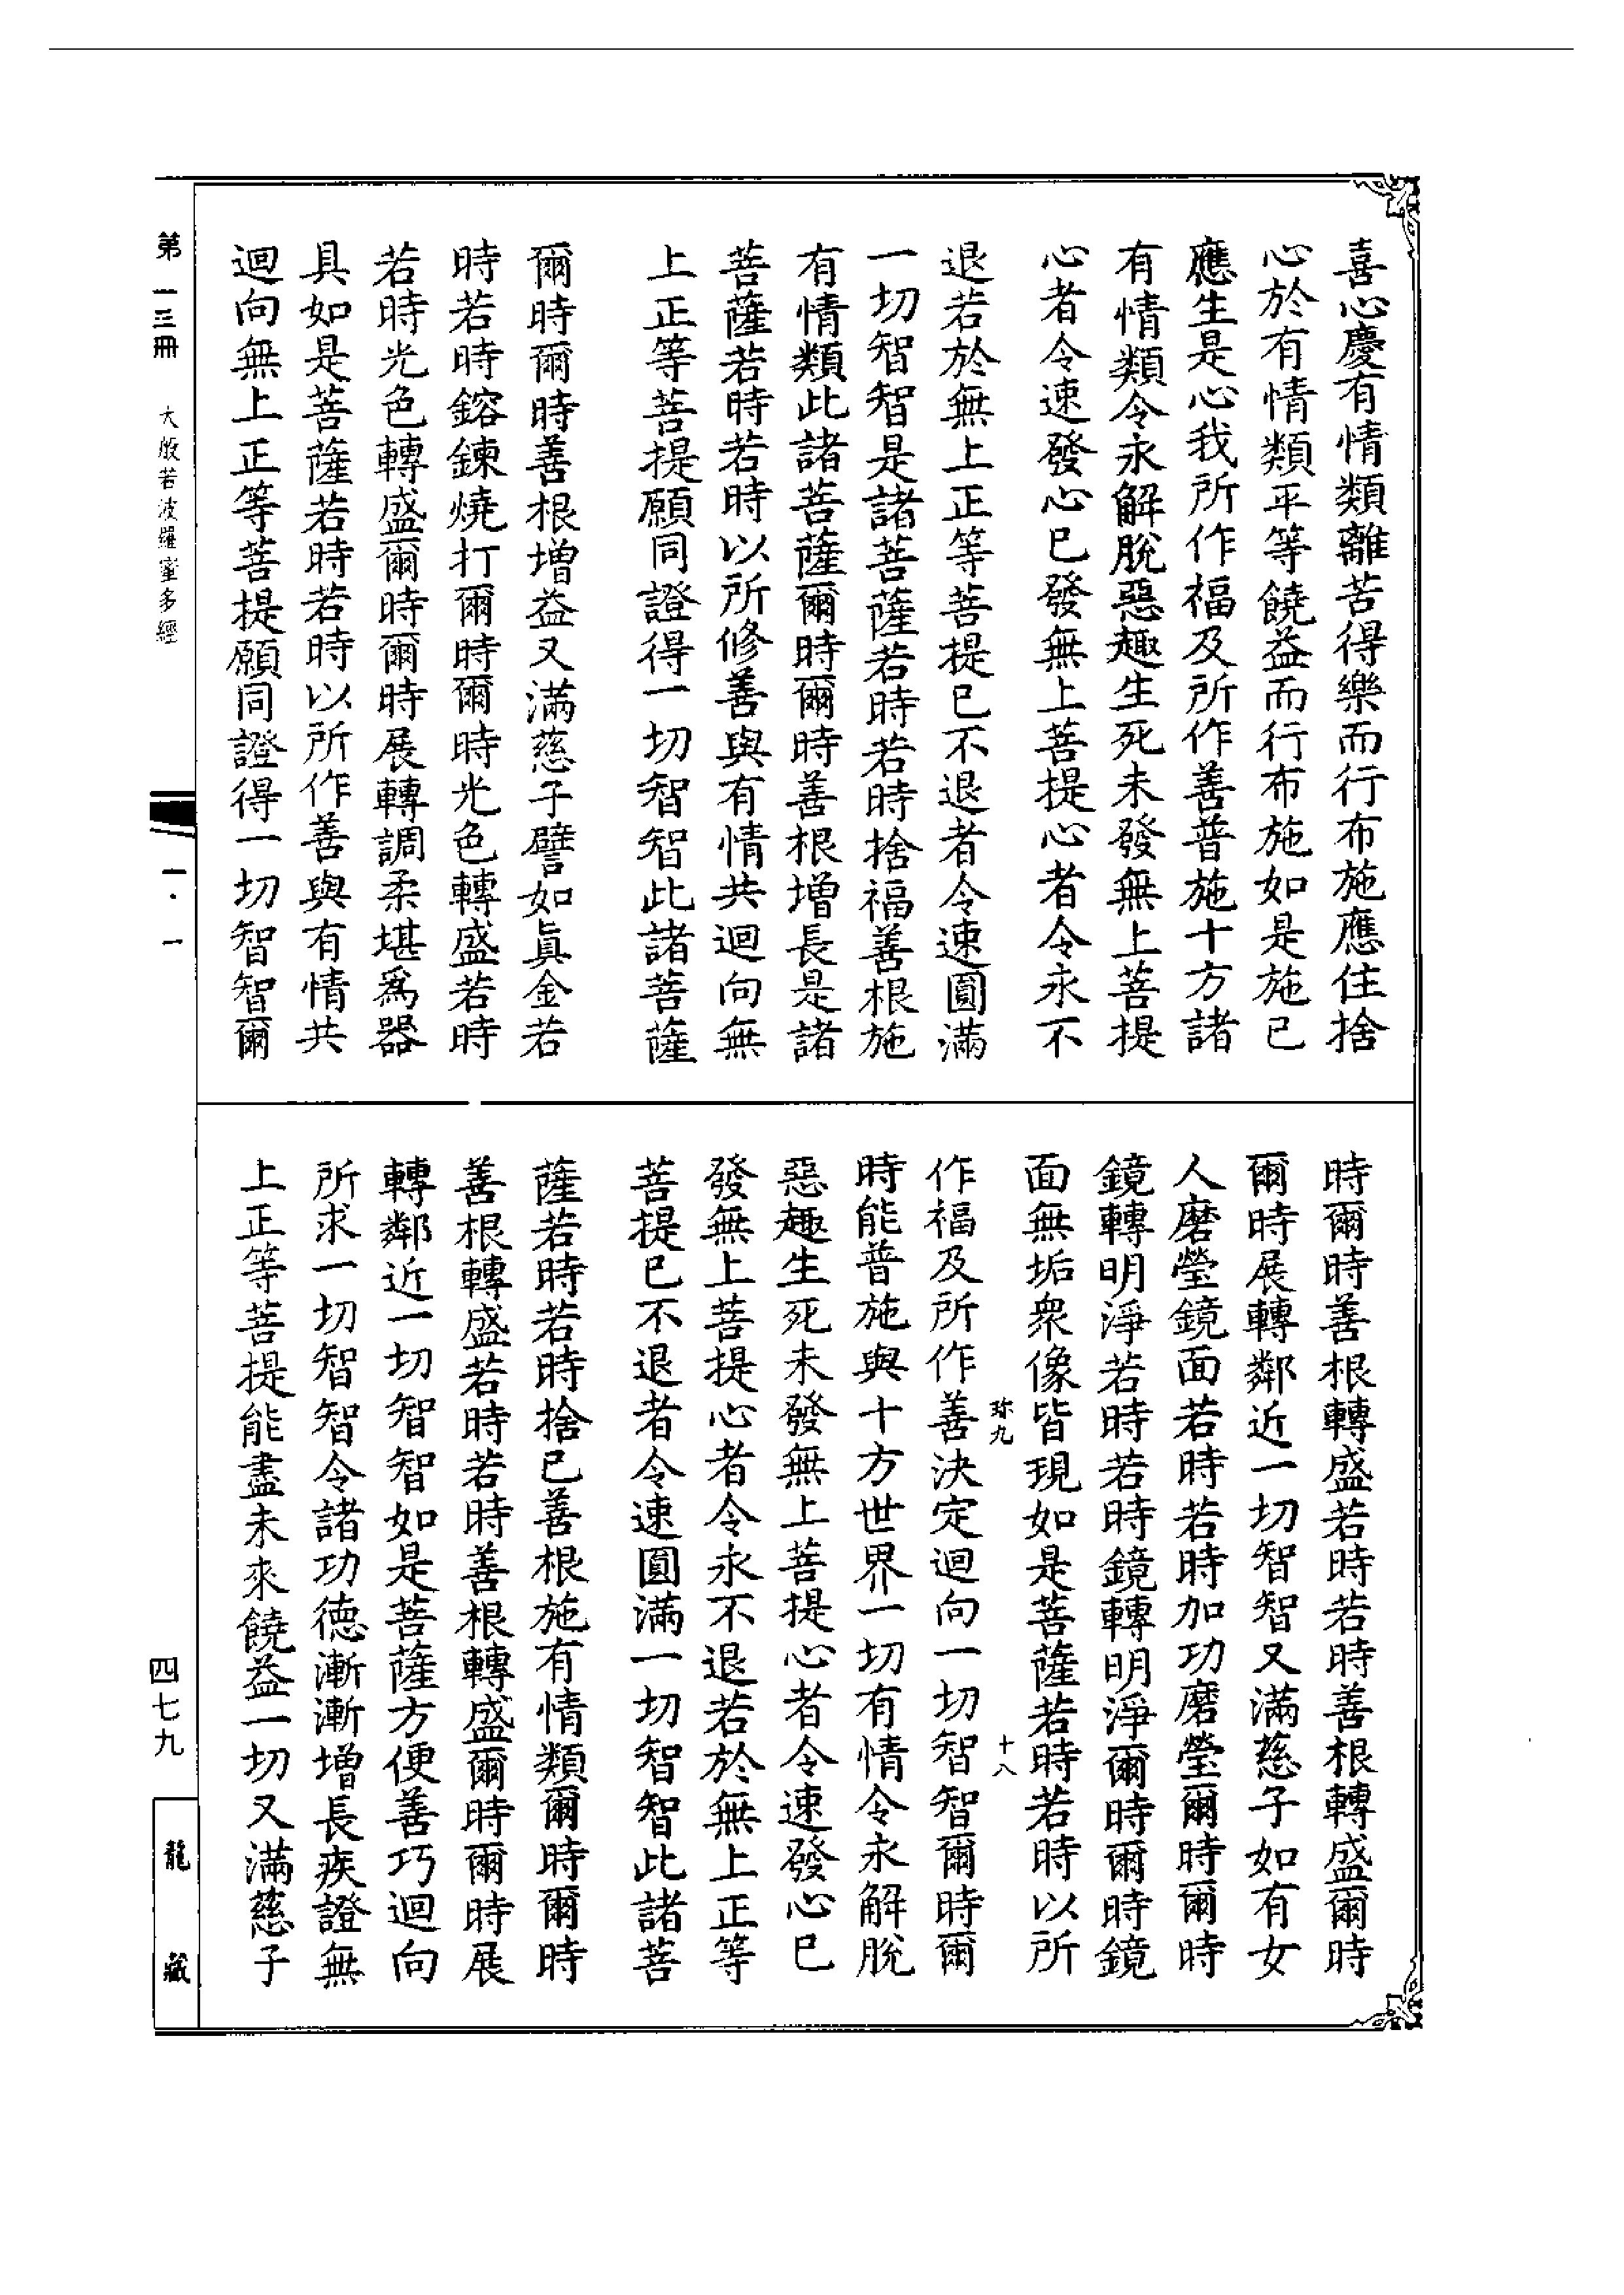 喜心慶有情類離苦得樂而行布施應住捨
心於有情類平等饒益而行布施如是施已
應生是心我所作福及所作善普施十方諸
有情類令永解脫惡趣生死未發無上菩提
心者令速發心已發無上菩提心者令永不
退若於無上正等菩提已不退者令速圓滿
一切智智是諸菩薩若時若時捨福善根施
有情類此諸菩薩爾時爾時善根增長是諸
菩薩若時若時以所修善與有情共迴向無
上正等菩提願同證得一切智智此諸菩薩
爾時爾時善根增益又滿慈子譬如真金若
時若時鎔鍊燒打爾時爾時光色轉盛若時
若時光色轉盛爾時爾時展轉調柔堪爲器
具如是菩薩若時若時以所作善與有情共
迴向無上正等菩提願同證得一切智智爾
時爾時善根轉盛若時若時善根轉盛爾時
爾時展轉鄰近一切智智又滿慈子如有女
人磨瑩鏡面若時若時加功磨瑩爾時爾時
鏡轉明淨若時若時鏡轉明淨爾時爾時鏡
面無垢衆像皆現如是菩薩若時若時以所
珎九
十八
作福及所作善決定迴向一切智智爾時爾
時能普施與十方世界一切有情令永解脫
惡趣生死未發無上菩提心者令速發心已
發無上菩提心者令永不退若於無上正等
菩提已不退者令速圓滿一切智智此諸菩
薩若時若時捨已善根施有情類爾時爾時
善根轉盛若時若時善根轉盛爾時爾時展
轉鄰近一切智智如是菩薩方便善巧迴向
所求一切智智令諸功德漸漸增長疾證無
上正等菩提能盡未來饒益一切又滿慈子
第一三冊
大般若波羅蜜多經
一·一
四七九
龍藏